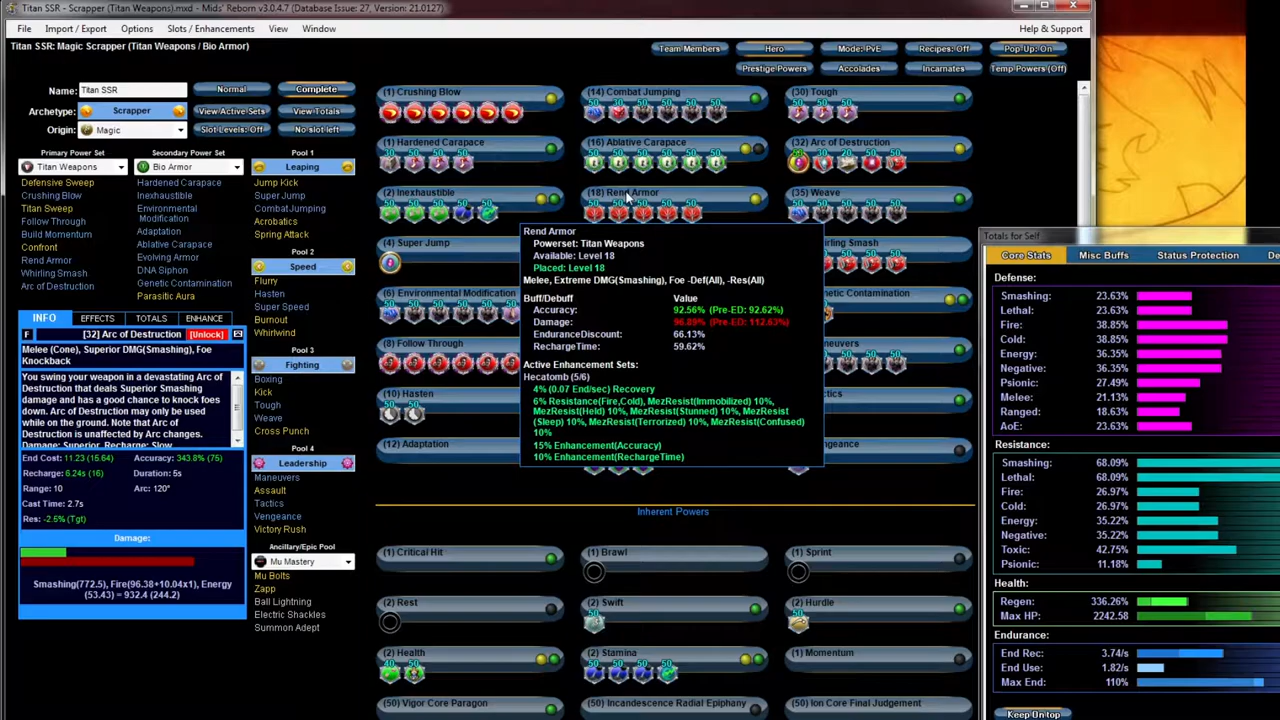 Titan SSR - Scrapper (Titan Weapons).mxd - Mids' Reborn v3.0.4.7 (Database Issue: 27, Version: 21.0127)
File Import / Export Options Slots / Enhancements View Window Help & Support
Titan SSR: Magic Scrapper (Titan Weapons / Bio Armor)
Team Members Hero Mode: PvE Recipes: Off Pop-Up: On
Prestige Powers Accolades Incarnates Temp Powers (Off)
Name: Titan SSR Normal Complete
Archetype: Scrapper View Active Sets View Totals
Origin: Magic Slot Levels: Off No slot left
Primary Power Set Secondary Power Set Pool 1
Titan Weapons Bio Armor Leaping
Defensive Sweep
Crushing Blow
Titan Sweep
Follow Through
Build Momentum
Confront
Rend Armor
Whirling Smash
Arc of Destruction
Hardened Carapace
Inexhaustible
Environmental
Modification
Adaptation
Ablative Carapace
Evolving Armor
DNA Siphon
Genetic Contamination
Parasitic Aura
Jump Kick
Super Jump
Combat Jumping
Acrobatics
Spring Attack
Pool 2
Speed
Flurry
Hasten
Super Speed
Burnout
Whirlwind
Pool 3
Fighting
Boxing
Kick
Tough
Weave
Cross Punch
Pool 4
Leadership
Maneuvers
Assault
Tactics
Vengeance
Victory Rush
Ancillary/Epic Pool
Mu Mastery
Mu Bolts
Zapp
Ball Lightning
Electric Shackles
Summon Adept
INFO EFFECTS TOTALS ENHANCE
F [32] Arc of Destruction [Unlock]
Melee (Cone), Superior DMG(Smashing), Foe
Knockback
You swing your weapon in a devastating Arc of
Destruction that deals Superior Smashing
damage and has a good chance to knock foes
down. Arc of Destruction may only be used
while on the ground. Note that Arc of
Destruction is unaffected by Arc changes.
Damage: Superior, Recharge: Slow
End Cost: 11.23 (15.64) Accuracy: 343.8% (75)
Recharge: 6.24s (16) Duration: 5s
Range: 10 Arc: 120°
Cast Time: 2.7s
Res: -2.5% (Tgt)
Damage:
Smashing(772.5), Fire(96.38+10.04x1), Energy
(53.43) = 932.4 (244.2)
(1) Crushing Blow (14) Combat Jumping (30) Tough
(1) Hardened Carapace (16) Ablative Carapace (32) Arc of Destruction
(2) Inexhaustible (18) Rend Armor (35) Weave
(4) Super Jump
(6) Environmental Modification
(8) Follow Through
(10) Hasten
(12) Adaptation
Rend Armor
Powerset: Titan Weapons
Available: Level 18
Placed: Level 18
Melee, Extreme DMG(Smashing), Foe -Def(All), -Res(All)
Buff/Debuff Value
Accuracy: 92.56% (Pre-ED: 92.62%)
Damage: 96.89% (Pre-ED: 112.63%)
EnduranceDiscount: 66.13%
RechargeTime: 59.62%
Active Enhancement Sets:
Hecatomb (5/6)
4% (0.07 End/sec) Recovery
6% Resistance(Fire,Cold), MezResist(Immobilized) 10%,
MezResist(Held) 10%, MezResist(Stunned) 10%, MezResist
(Sleep) 10%, MezResist(Terrorized) 10%, MezResist(Confused)
10%
15% Enhancement(Accuracy)
10% Enhancement(RechargeTime)
Inherent Powers
(1) Critical Hit (1) Brawl (1) Sprint
(2) Rest (2) Swift (2) Hurdle
(2) Health (2) Stamina (1) Momentum
(50) Vigor Core Paragon (50) Incandescence Radial Epiphany (50) Ion Core Final Judgement
Totals for Self
Core Stats Misc Buffs Status Protection De
Defense:
Smashing: 23.63%
Lethal: 23.63%
Fire: 38.85%
Cold: 38.85%
Energy: 36.35%
Negative: 36.35%
Psionic: 27.49%
Melee: 21.13%
Ranged: 18.63%
AoE: 23.63%
Resistance:
Smashing: 68.09%
Lethal: 68.09%
Fire: 26.97%
Cold: 26.97%
Energy: 35.22%
Negative: 35.22%
Toxic: 42.75%
Psionic: 11.18%
Health:
Regen: 336.26%
Max HP: 2242.58
Endurance:
End Rec: 3.74/s
End Use: 1.82/s
Max End: 110%
Keep On top